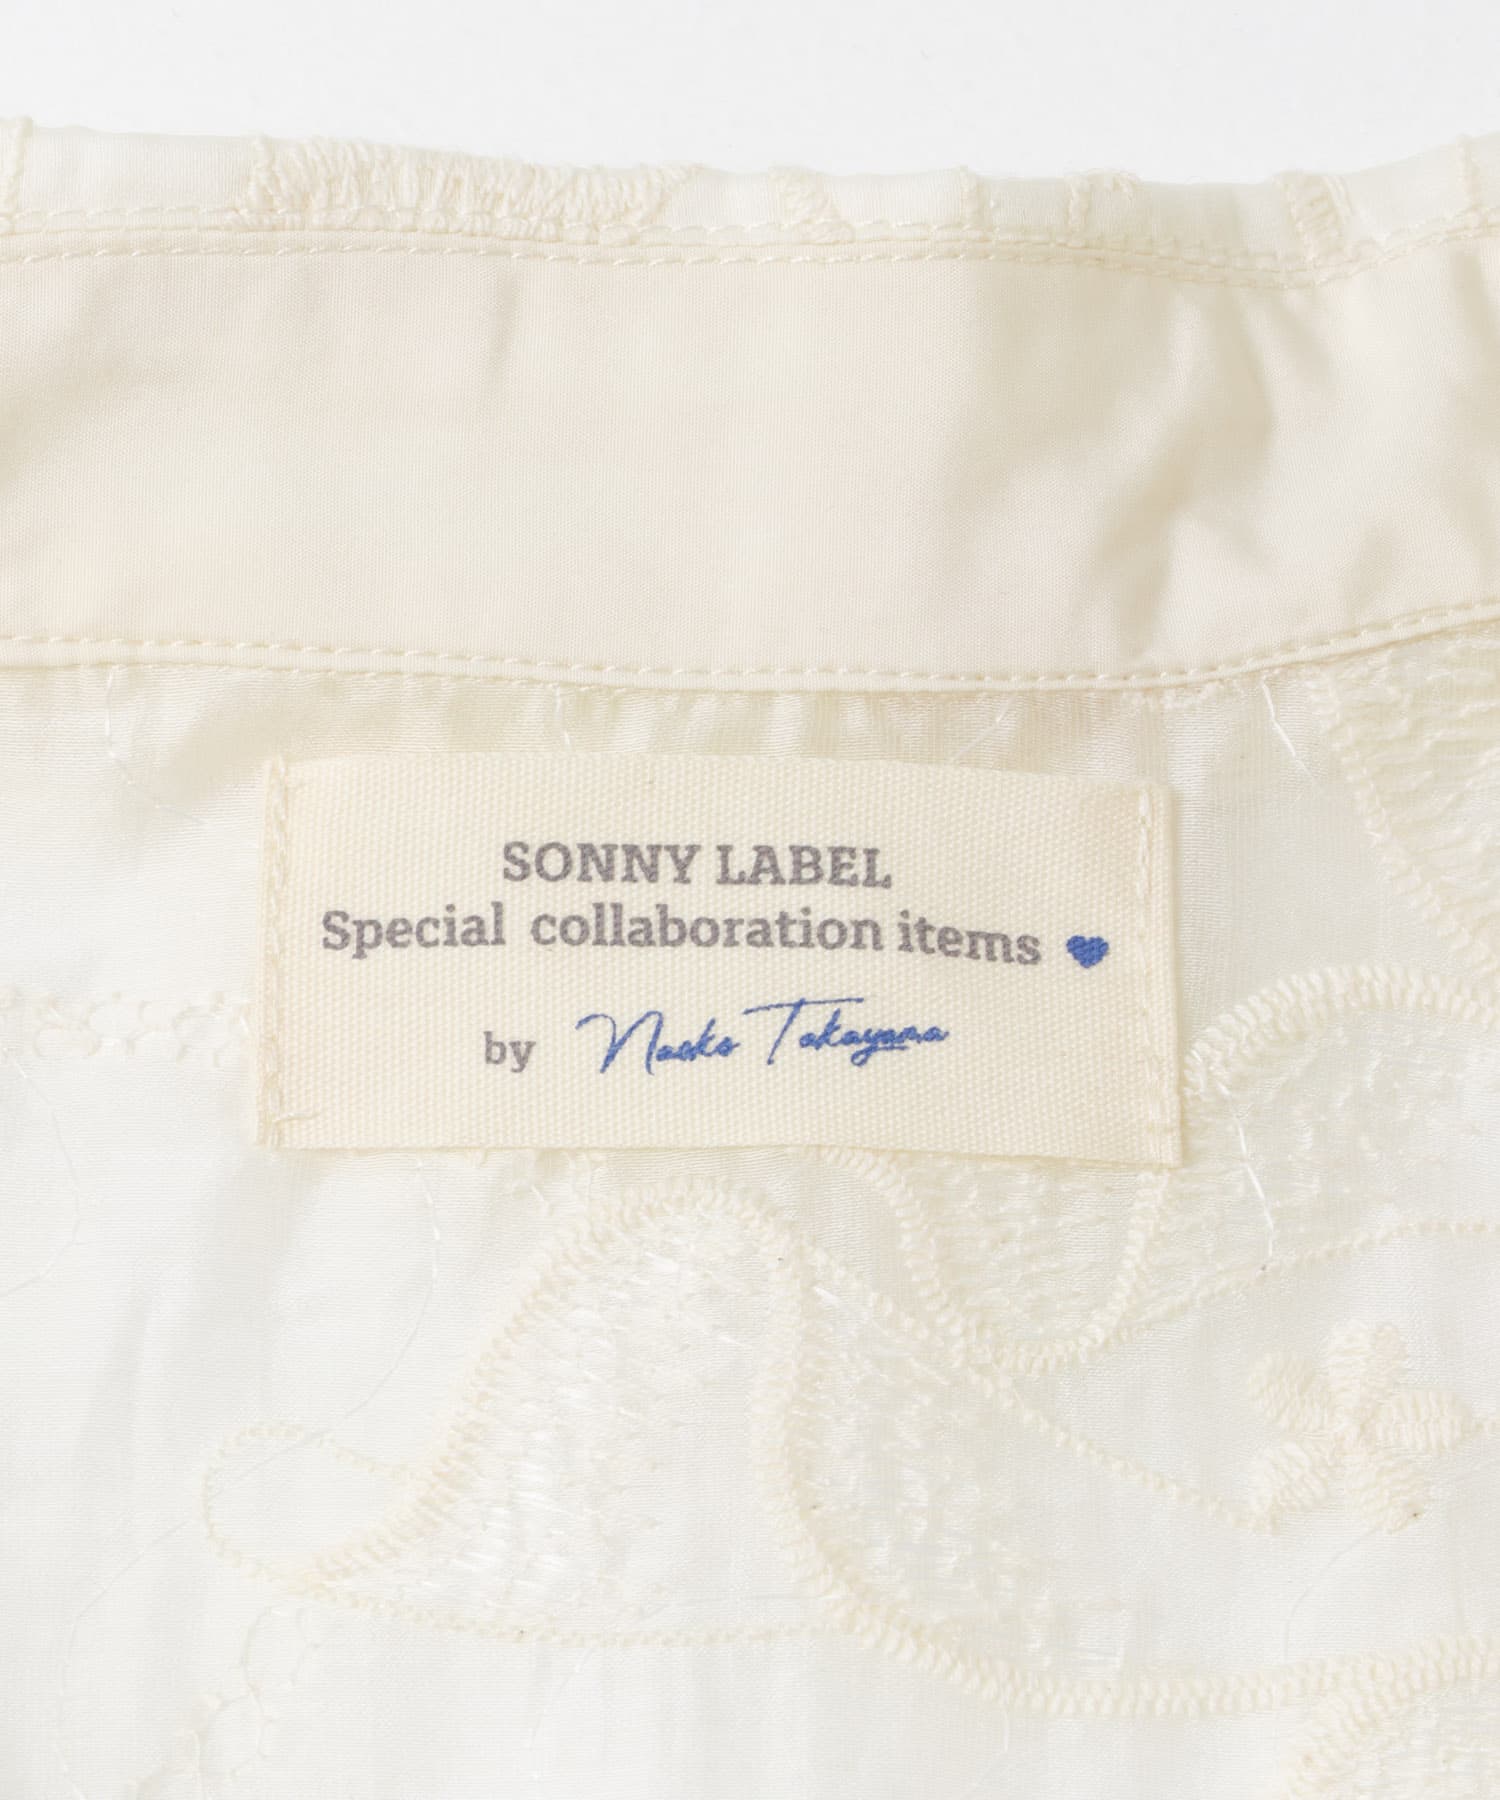 SONNY LABEL
Special collaboration items
by Naoko Takayama